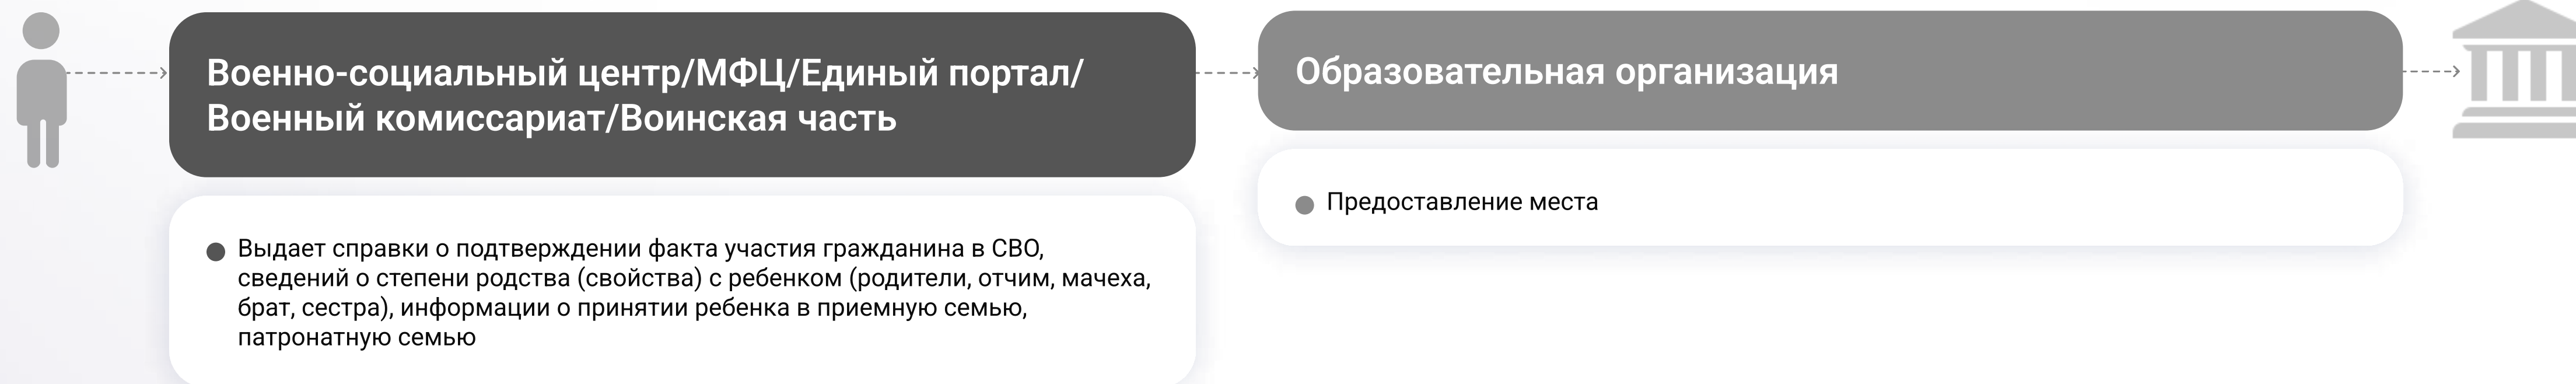 Военно-социальный центр/МФЦ/Единый портал/
Военный комиссариат/Воинская часть
Выдает справки о подтверждении факта участия гражданина в СВО,
сведений о степени родства (свойства) с ребенком (родители, отчим, мачеха,
брат, сестра), информации о принятии ребенка в приемную семью,
патронатную семью
Образовательная организация
Предоставление места